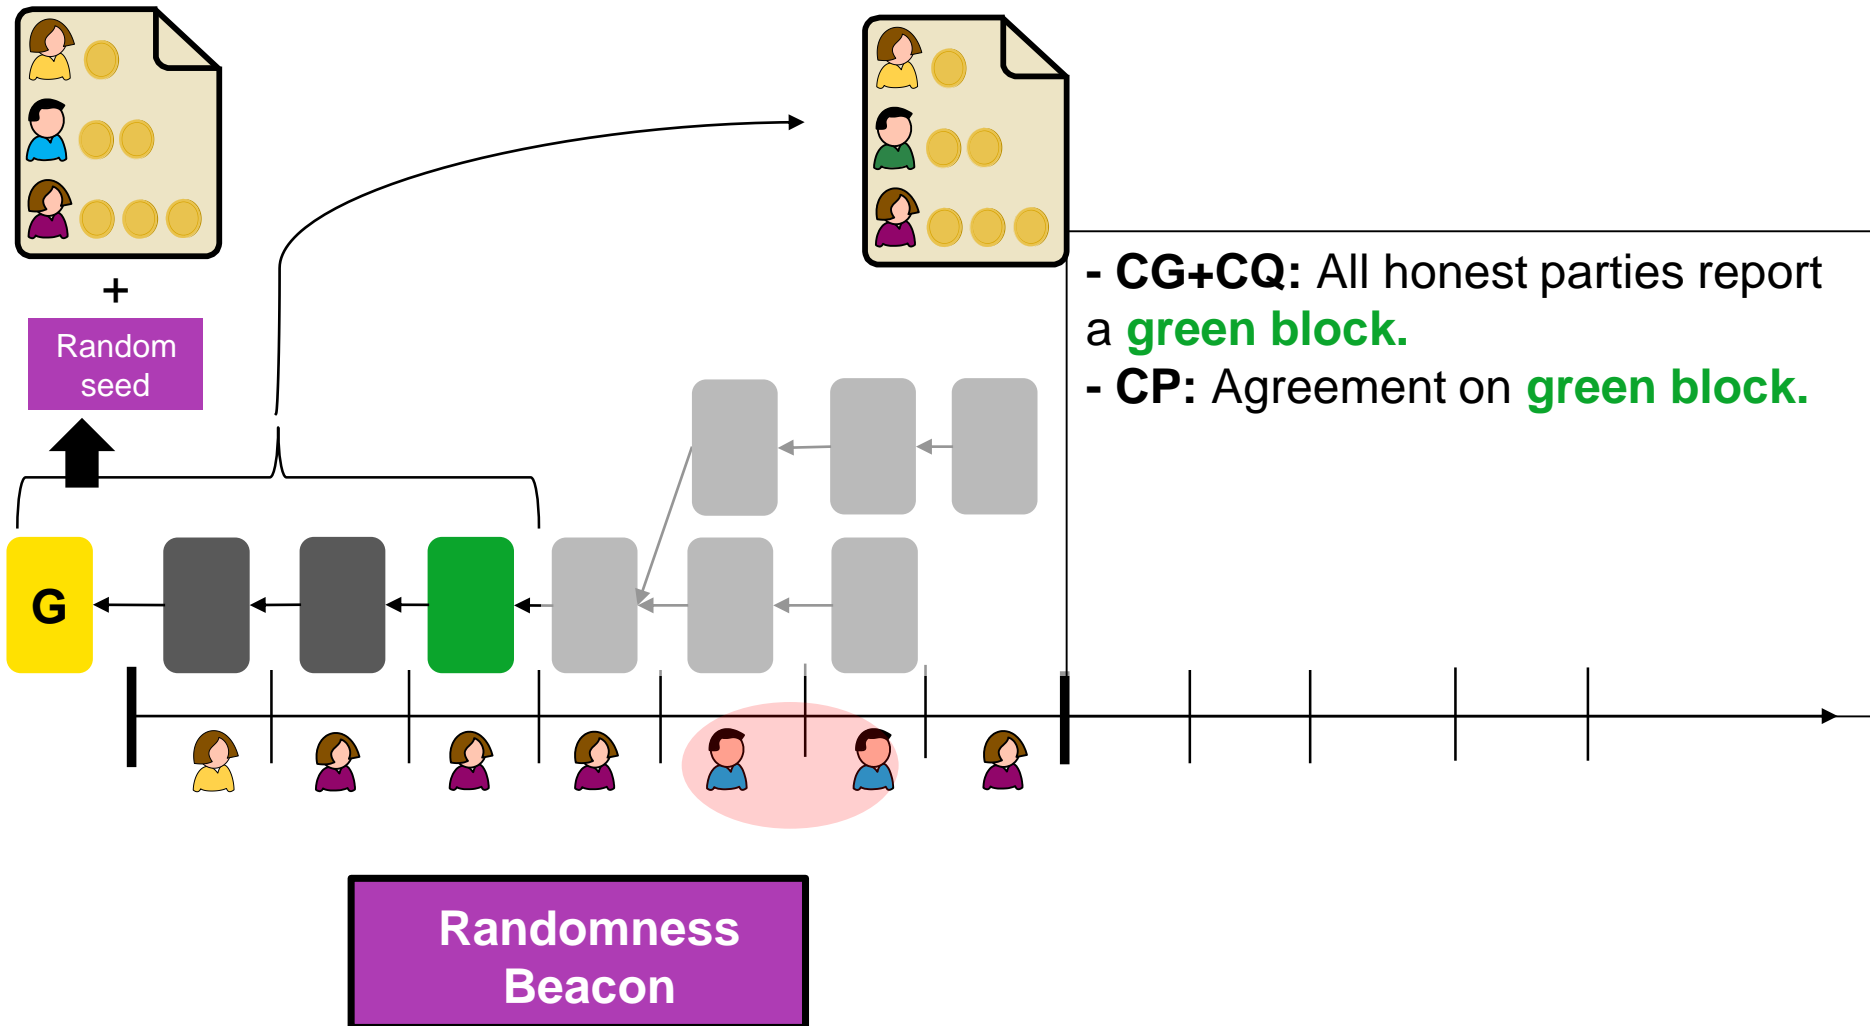 +
Random
seed
- CG+CQ: All honest parties report
a green block.
- CP: Agreement on green block.
G
Randomness
Beacon